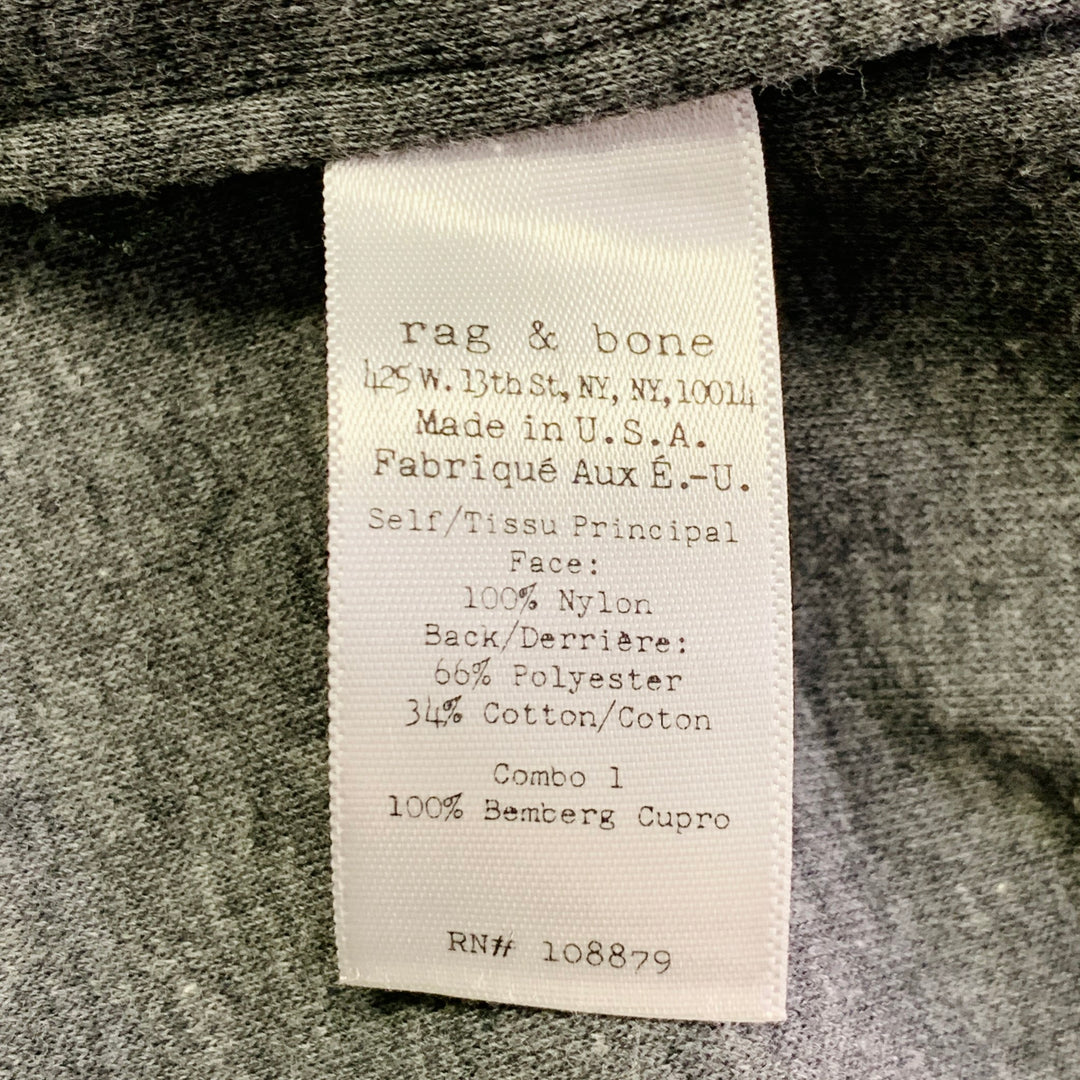 rag & bone
425 W. 13th St, NY, NY, 10014
Made in U.S.A.
Fabriqué Aux É.-U.
Self/Tissu Principal
Face:
100% Nylon
Back/Derrière:
66% Polyester
34% Cotton/Coton
Combo 1
100% Bemberg Cupro
RN# 108879